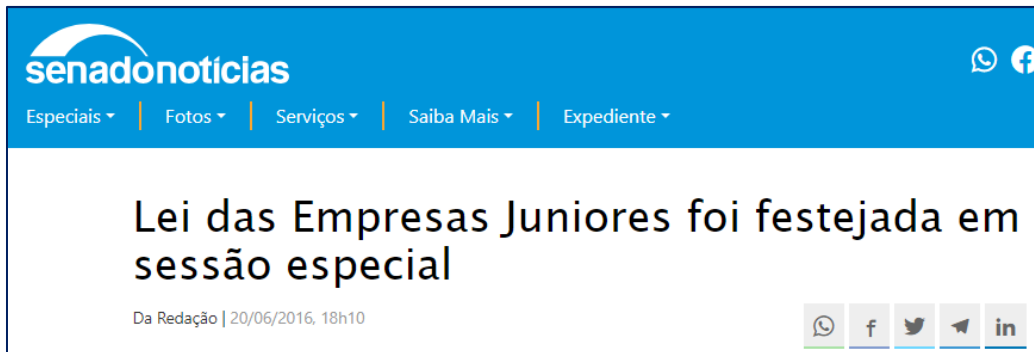 senadonotícias
Especiais Fotos Serviços Saiba Mais Expediente
Lei das Empresas Juniores foi festejada em
sessão especial
Da Redação | 20/06/2016, 18h10